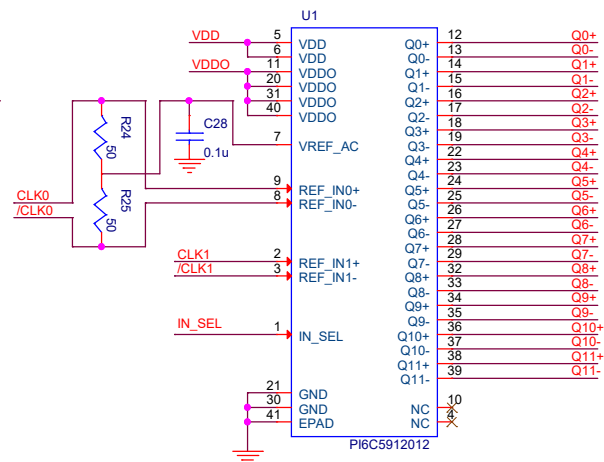 U1
VDD 5 VDD
6 VDD
VDDO 11 VDDO
20 VDDO
31 VDDO
40 VDDO
C28
0.1u
7 VREF_AC
R24
50
R25
50
CLK0
/CLK0
9 REF_IN0+
8 REF_IN0-
CLK1 2 REF_IN1+
/CLK1 3 REF_IN1-
IN_SEL 1 IN_SEL
21 GND
30 GND
41 EPAD
Q0+ 12 Q0+
Q0- 13 Q0-
Q1+ 14 Q1+
Q1- 15 Q1-
Q2+ 16 Q2+
Q2- 17 Q2-
Q3+ 18 Q3+
Q3- 19 Q3-
Q4+ 22 Q4+
Q4- 23 Q4-
Q5+ 24 Q5+
Q5- 25 Q5-
Q6+ 26 Q6+
Q6- 27 Q6-
Q7+ 28 Q7+
Q7- 29 Q7-
Q8+ 32 Q8+
Q8- 33 Q8-
Q9+ 34 Q9+
Q9- 35 Q9-
Q10+ 36 Q10+
Q10- 37 Q10-
Q11+ 38 Q11+
Q11- 39 Q11-
NC 10
NC 4
PI6C5912012